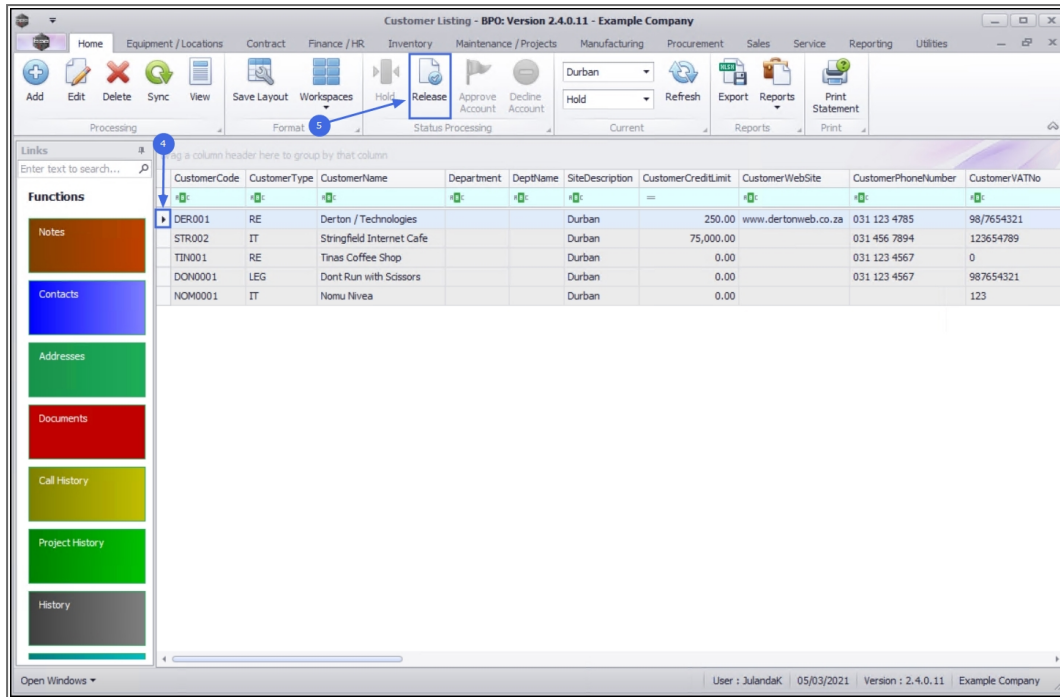 Customer Listing - BPO: Version 2.4.0.11 - Example Company
Home Equipment / Locations Contract Finance / HR Inventory Maintenance / Projects Manufacturing Procurement Sales Service Reporting Utilities
Add Edit Delete Sync View Save Layout Workspaces Hold Release Approve Account Decline Account Durban Hold Refresh Export Reports Print Statement
Processing Format 5 Status Processing Current Reports Print
Links 4
Enter text to search... ag a column header here to group by that column
CustomerCode CustomerType CustomerName Department DeptName SiteDescription CustomerCreditLimit CustomerWebSite CustomerPhoneNumber CustomerVATNo
Functions
=
DER001 RE Derton / Technologies Durban 250.00 www.dertonweb.co.za 031 123 4785 98/7654321
STR002 IT Stringfield Internet Cafe Durban 75,000.00 031 456 7894 123654789
TIN001 RE Tinas Coffee Shop Durban 0.00 031 123 4567 0
DON0001 LEG Dont Run with Scissors Durban 0.00 031 123 4567 987654321
NOM0001 IT Nomu Nivea Durban 0.00 123
Notes
Contacts
Addresses
Documents
Call History
Project History
History
Open Windows User : JulandaK 05/03/2021 Version : 2.4.0.11 Example Company